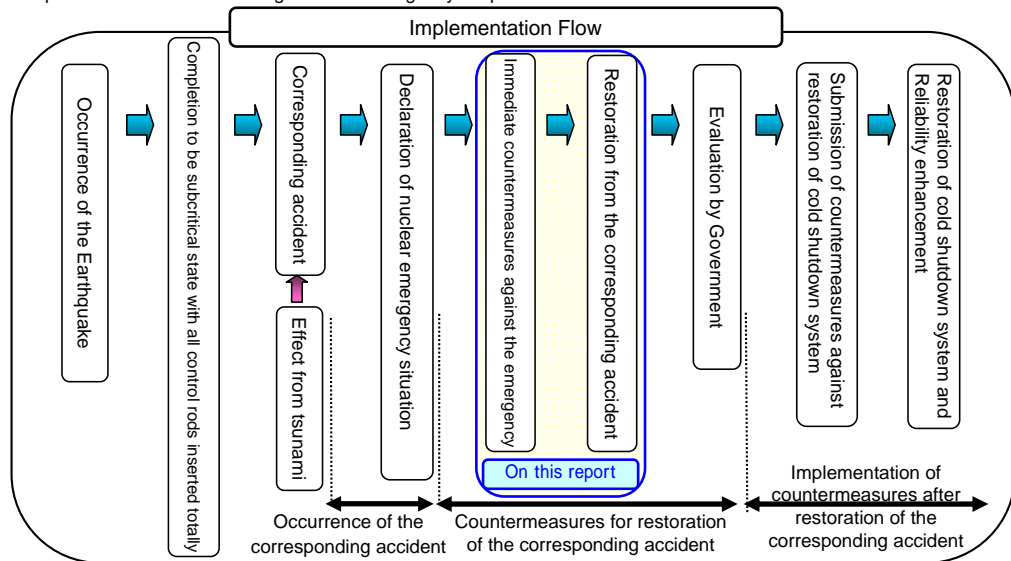 Implementation Flow
Occurrence of the Earthquake
Completion to be subcritical state with all control rods inserted totally
Corresponding accident
Effect from tsunami
Declaration of nuclear emergency situation
Immediate countermeasures against the emergency
Restoration from the corresponding accident
On this report
Evaluation by Government
Submission of countermeasures against
restoration of cold shutdown system
Restoration of cold shutdown system and
Reliability enhancement
Occurrence of the
corresponding accident
Countermeasures for restoration
of the corresponding accident
Implementation of
countermeasures after
restoration of the
corresponding accident